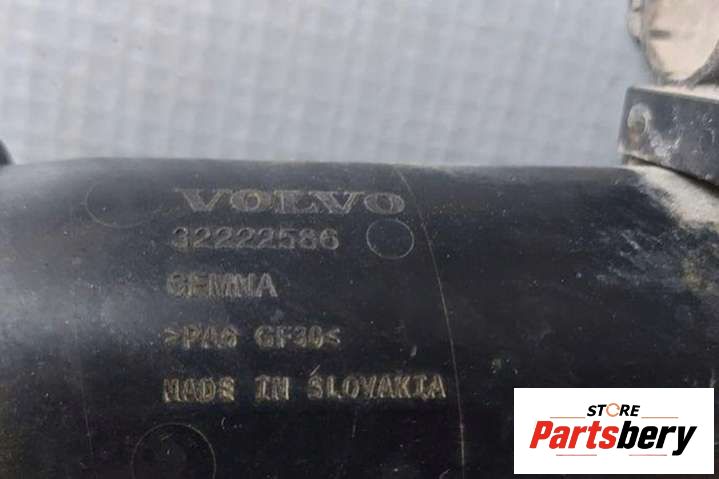 VOLVO
32222586
GEMNA
>PA6 GF30<
MADE IN SLOVAKIA
STORE
Partsbery